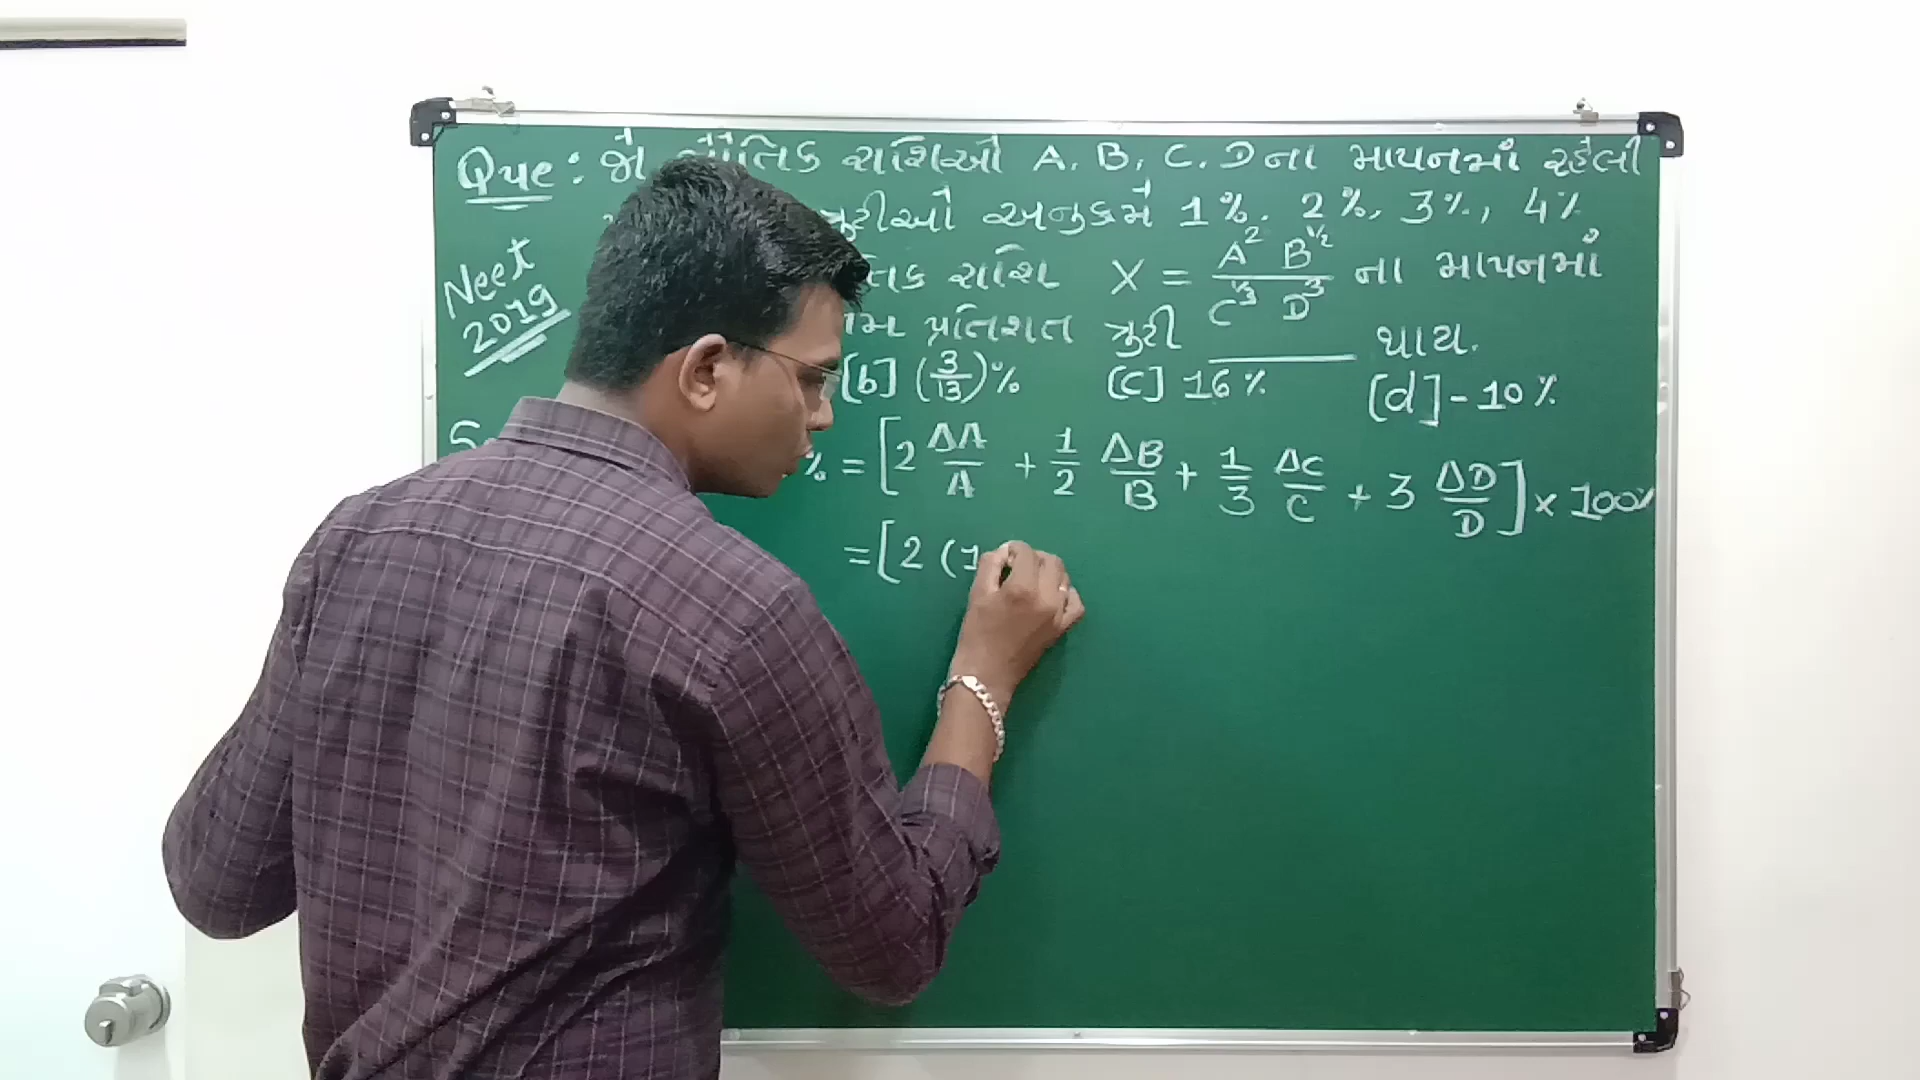 Que : જો ભૌતિક રાશિઓ A, B, C, D ના માપનમાં રહેલી
ત્રુટીઓ અનુક્રમે 1%. 2%, 3%, 4%
Neet 2019
રાશિ X = A² B^½ / C^⅓ D³ ના માપનમાં
પ્રતિશત ત્રુટી ______ થાય.
[b] (3/13)% [C] 16% [d] - 10%
% = [2 ΔA/A + 1/2 ΔB/B + 1/3 ΔC/C + 3 ΔD/D] × 100%
= [2 (1